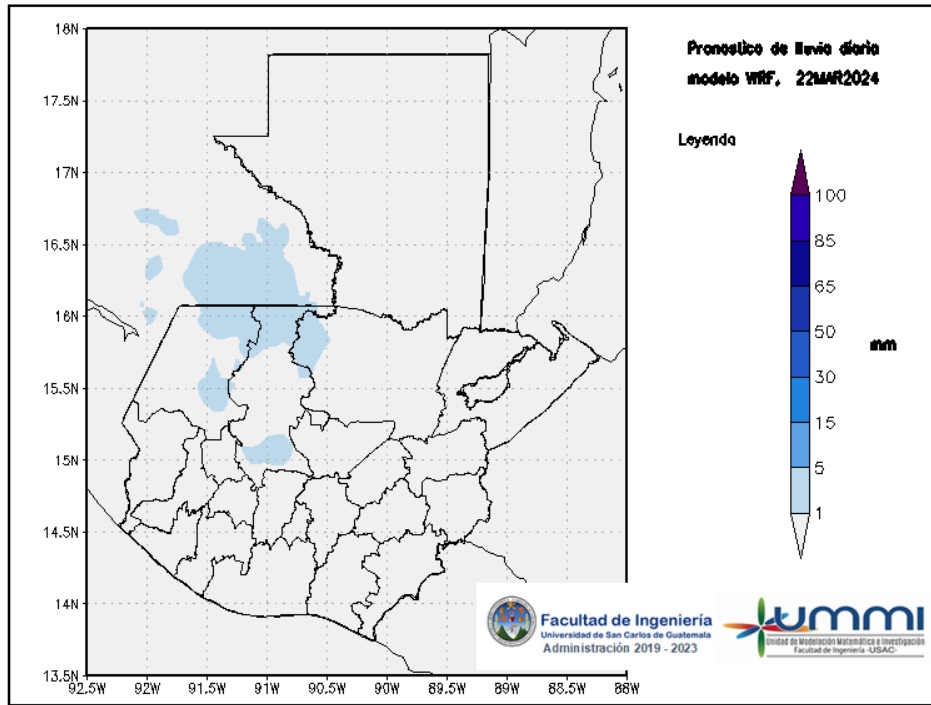 Pronostico de lluvia diaria
modelo WRF, 22MAR2024
Leyenda
100
85
65
50
30
15
5
1
mm
18N
17.5N
17N
16.5N
16N
15.5N
15N
14.5N
14N
13.5N
92.5W 92W 91.5W 91W 90.5W 90W 89.5W 89W 88.5W 88W
Facultad de Ingeniería
Universidad de San Carlos de Guatemala
Administración 2019 - 2023
ummi
Unidad de Modelación Matemática e Investigación
Facultad de Ingeniería -USAC-